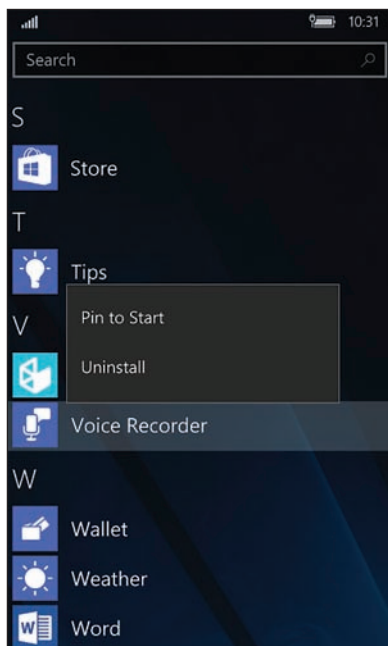 10:31
Search
S
Store
T
Tips
Pin to Start
V
Uninstall
Voice Recorder
W
Wallet
Weather
W Word